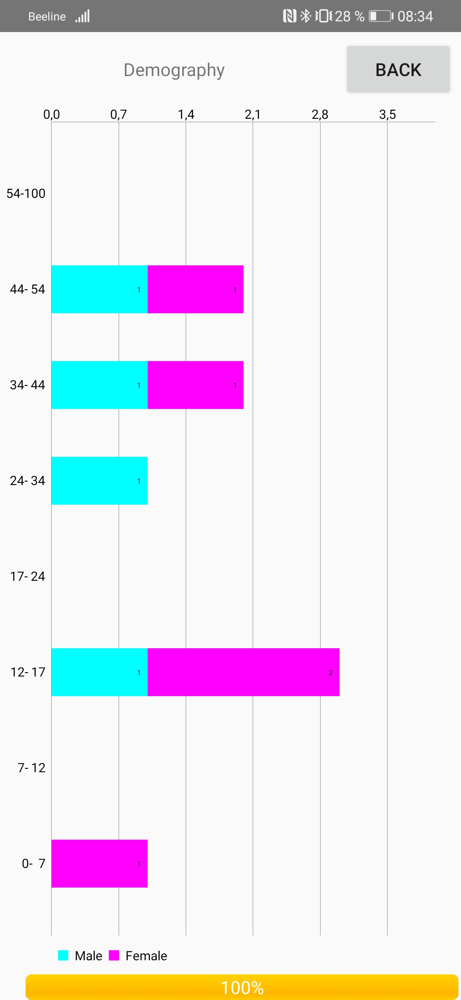 Beeline 28 % 08:34
Demography BACK
0,0 0,7 1,4 2,1 2,8 3,5
54-100
44- 54 1 1
34- 44 1 1
24- 34 1
17- 24
12- 17 1 2
7- 12
0- 7 1
Male Female
100%